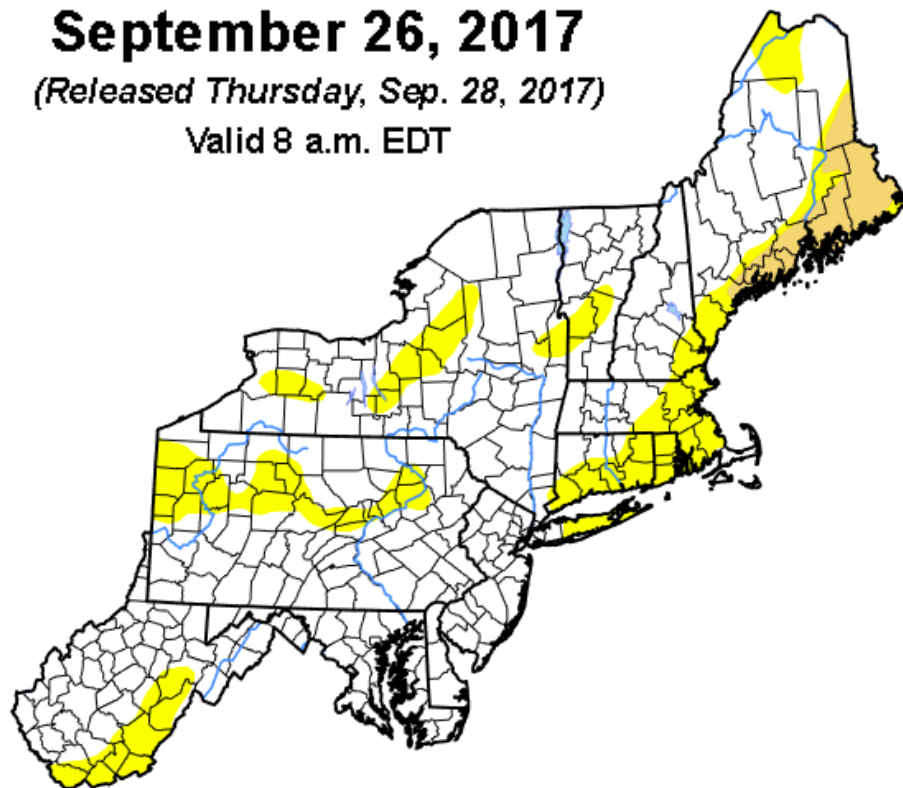 September 26, 2017
(Released Thursday, Sep. 28, 2017)
Valid 8 a.m. EDT